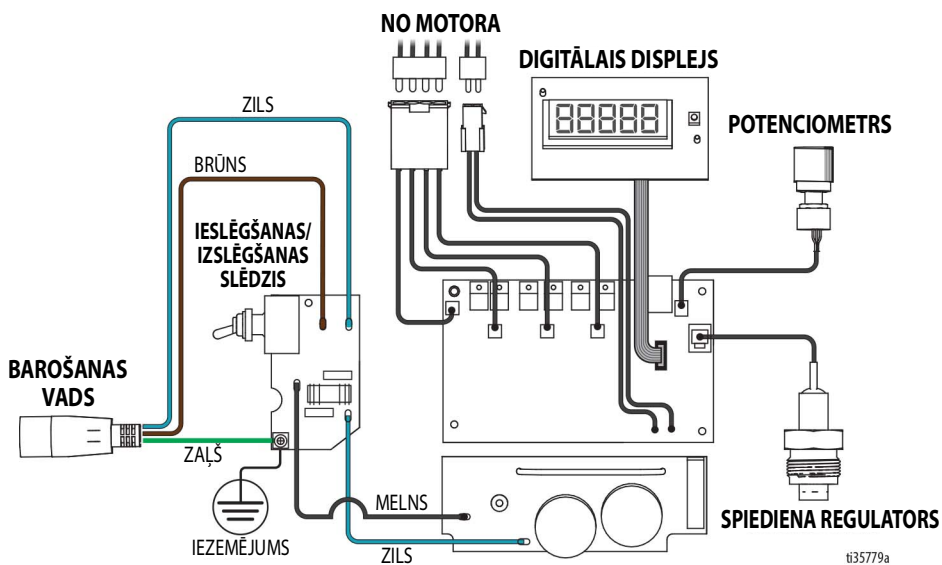 NO MOTORA
DIGITĀLAIS DISPLEJS
ZILS
88888
POTENCIOMETRS
BRŪNS
IESLĒGŠANAS/
IZSLĒGŠANAS
SLĒDZIS
BAROŠANAS
VADS
ZAĻŠ
MELNS
SPIEDIENA REGULATORS
IEZEMĒJUMS
ZILS
ti35779a